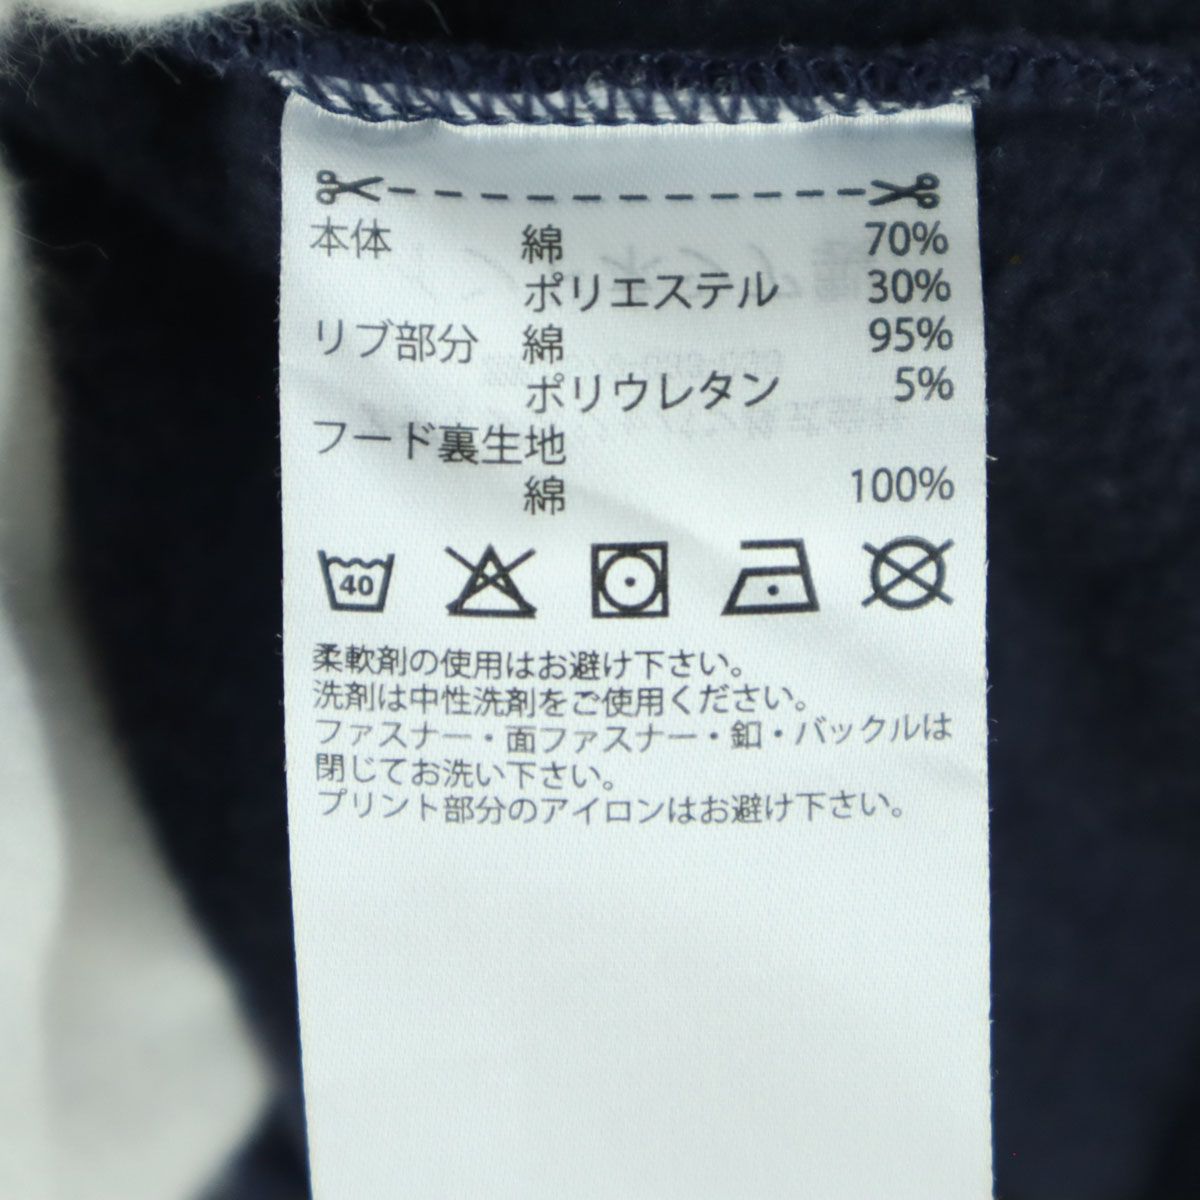 本体 綿 70%
ポリエステル 30%
リブ部分 綿 95%
ポリウレタン 5%
フード裏生地
綿 100%
40
柔軟剤の使用はお避け下さい。
洗剤は中性洗剤をご使用ください。
ファスナー・面ファスナー・釦・バックルは
閉じてお洗い下さい。
プリント部分のアイロンはお避け下さい。